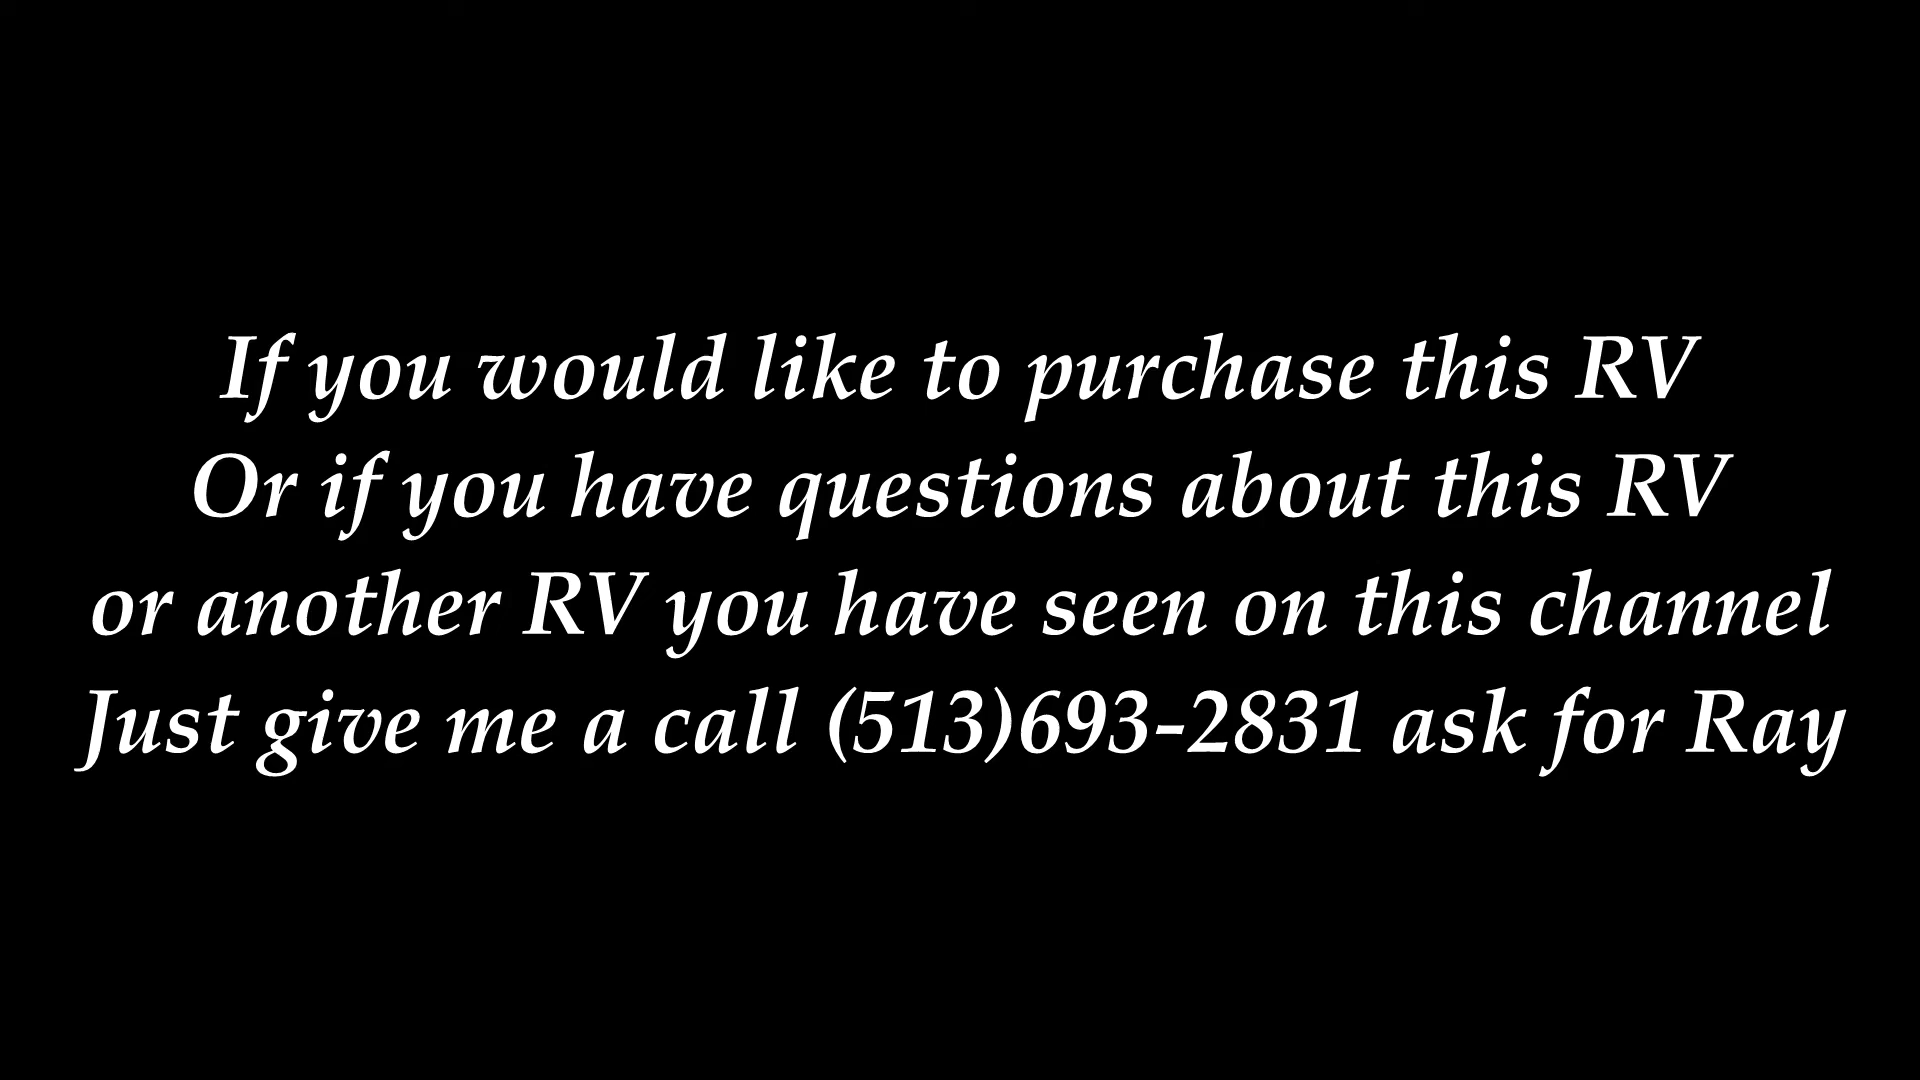 If you would like to purchase this RV
Or if you have questions about this RV
or another RV you have seen on this channel
Just give me a call (513)693-2831 ask for Ray